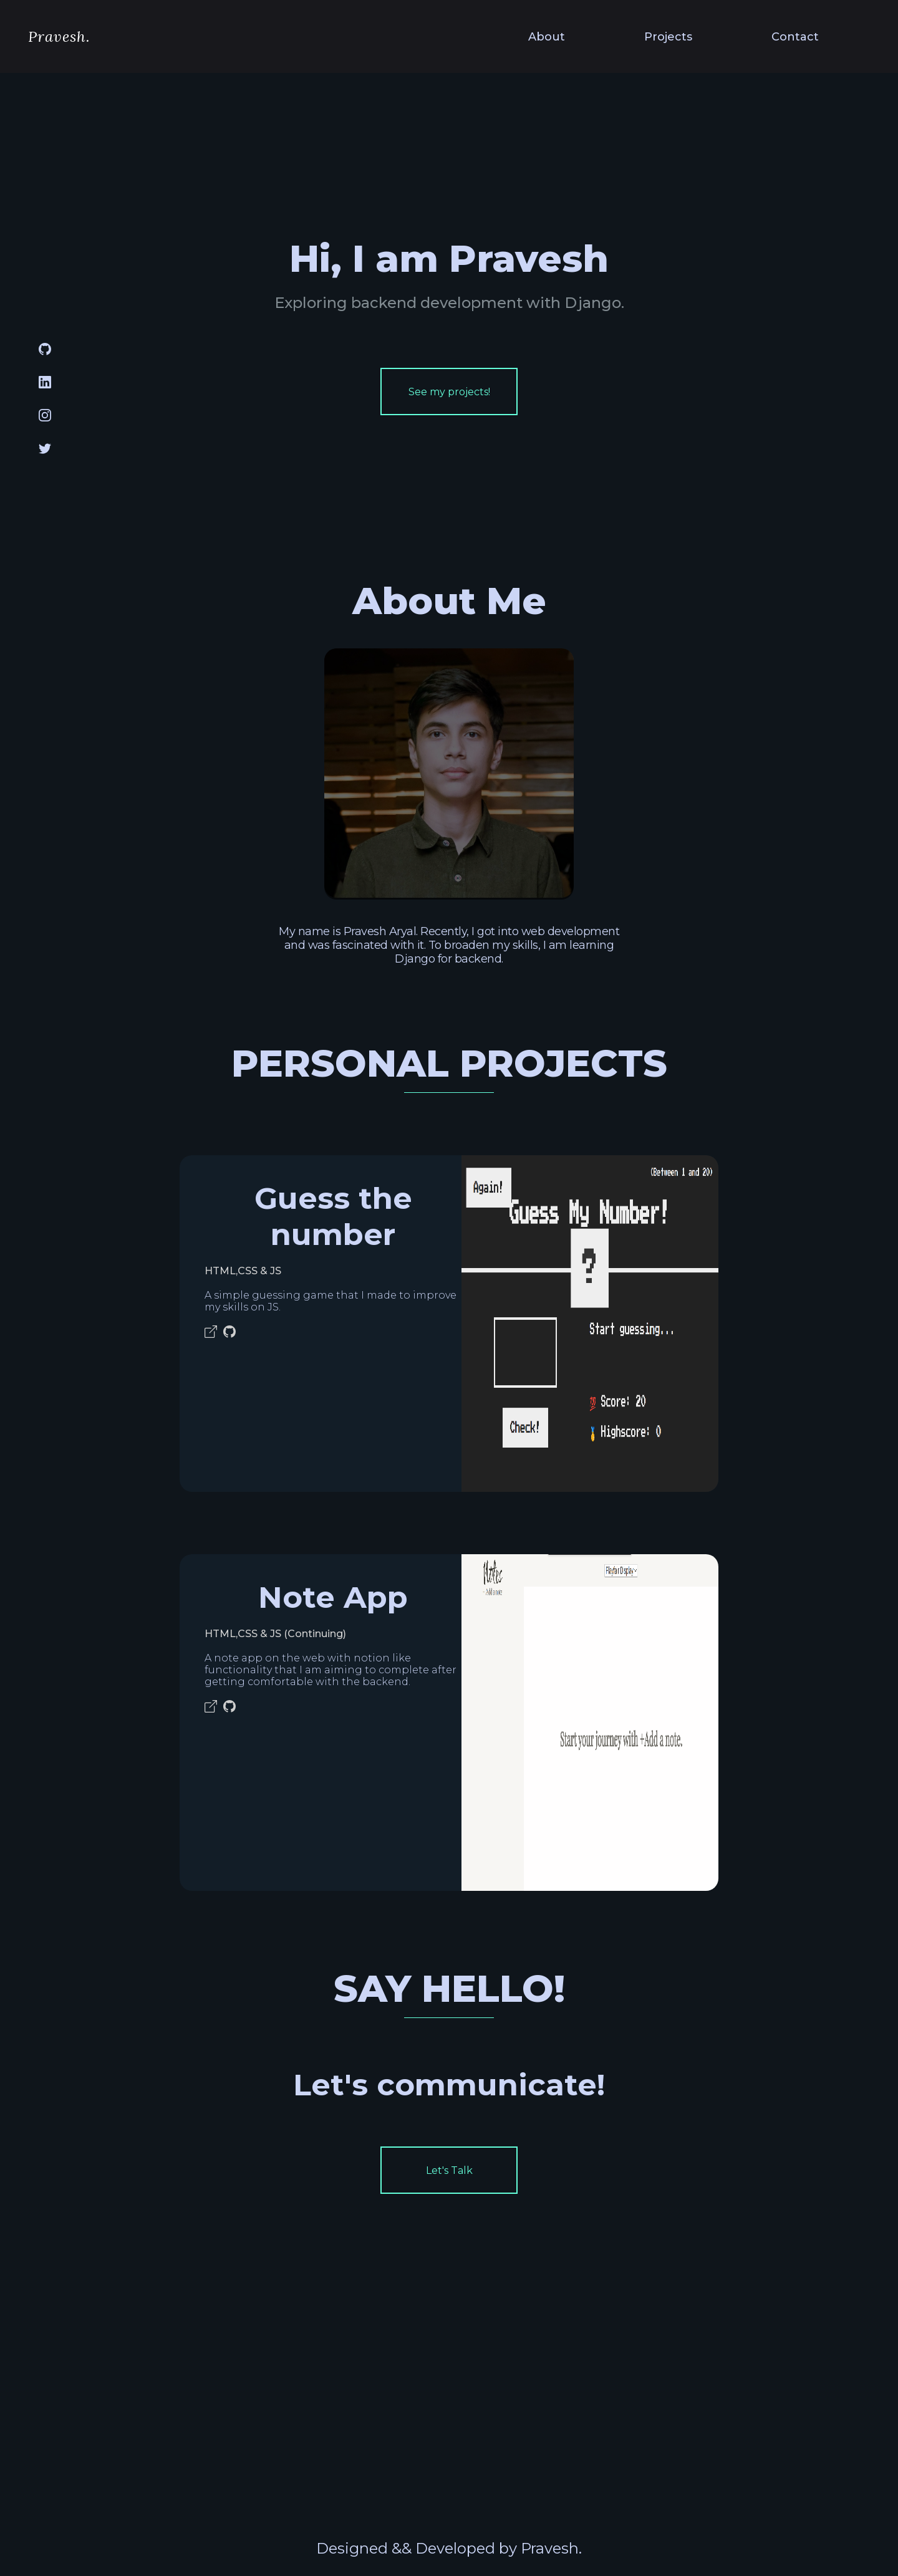 Pravesh.
About
Projects
Contact
Hi, I am Pravesh
Exploring backend development with Django.
See my projects!
About Me
My name is Pravesh Aryal. Recently, I got into web development
and was fascinated with it. To broaden my skills, I am learning
Django for backend.
PERSONAL PROJECTS
Guess the
number
HTML,CSS & JS
A simple guessing game that I made to improve
my skills on JS.
(Between 1 and 20)
Again!
Guess My Number!
?
Start guessing...
Check!
💯 Score: 20
🥇 Highscore: 0
Note App
HTML,CSS & JS (Continuing)
A note app on the web with notion like
functionality that I am aiming to complete after
getting comfortable with the backend.
Playfair Display
Start your journey with +Add a note.
SAY HELLO!
Let's communicate!
Let's Talk
Designed && Developed by Pravesh.